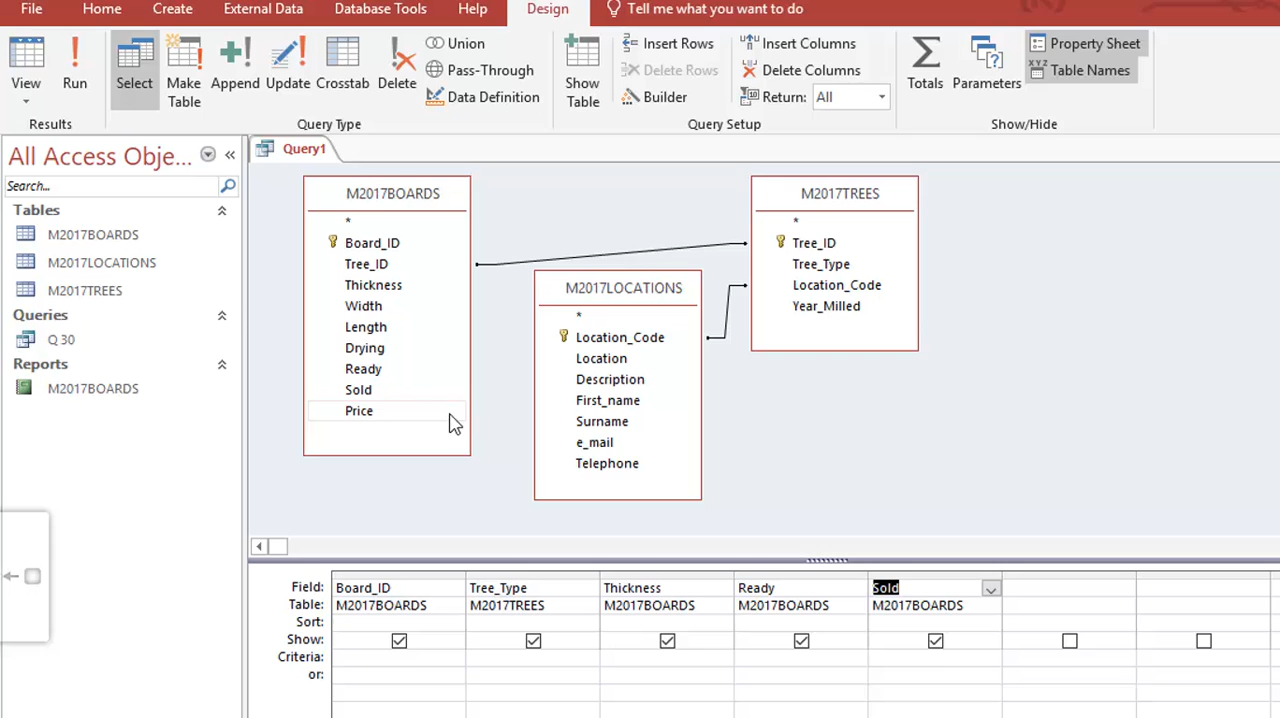 File Home Create External Data Database Tools Help Design Tell me what you want to do
View Run Select Make Table Append Update Crosstab Delete Union Pass-Through Data Definition Show Table Insert Rows Delete Rows Builder Insert Columns Delete Columns Return: All Totals Parameters Property Sheet XYZ Table Names
Results Query Type Query Setup Show/Hide
All Access Obje...
Search...
Tables
M2017BOARDS
M2017LOCATIONS
M2017TREES
Queries
Q 30
Reports
M2017BOARDS
Query1
M2017BOARDS
*
Board_ID
Tree_ID
Thickness
Width
Length
Drying
Ready
Sold
Price
M2017LOCATIONS
*
Location_Code
Location
Description
First_name
Surname
e_mail
Telephone
M2017TREES
*
Tree_ID
Tree_Type
Location_Code
Year_Milled
Field: Board_ID Tree_Type Thickness Ready Sold
Table: M2017BOARDS M2017TREES M2017BOARDS M2017BOARDS M2017BOARDS
Sort:
Show:
Criteria:
or: